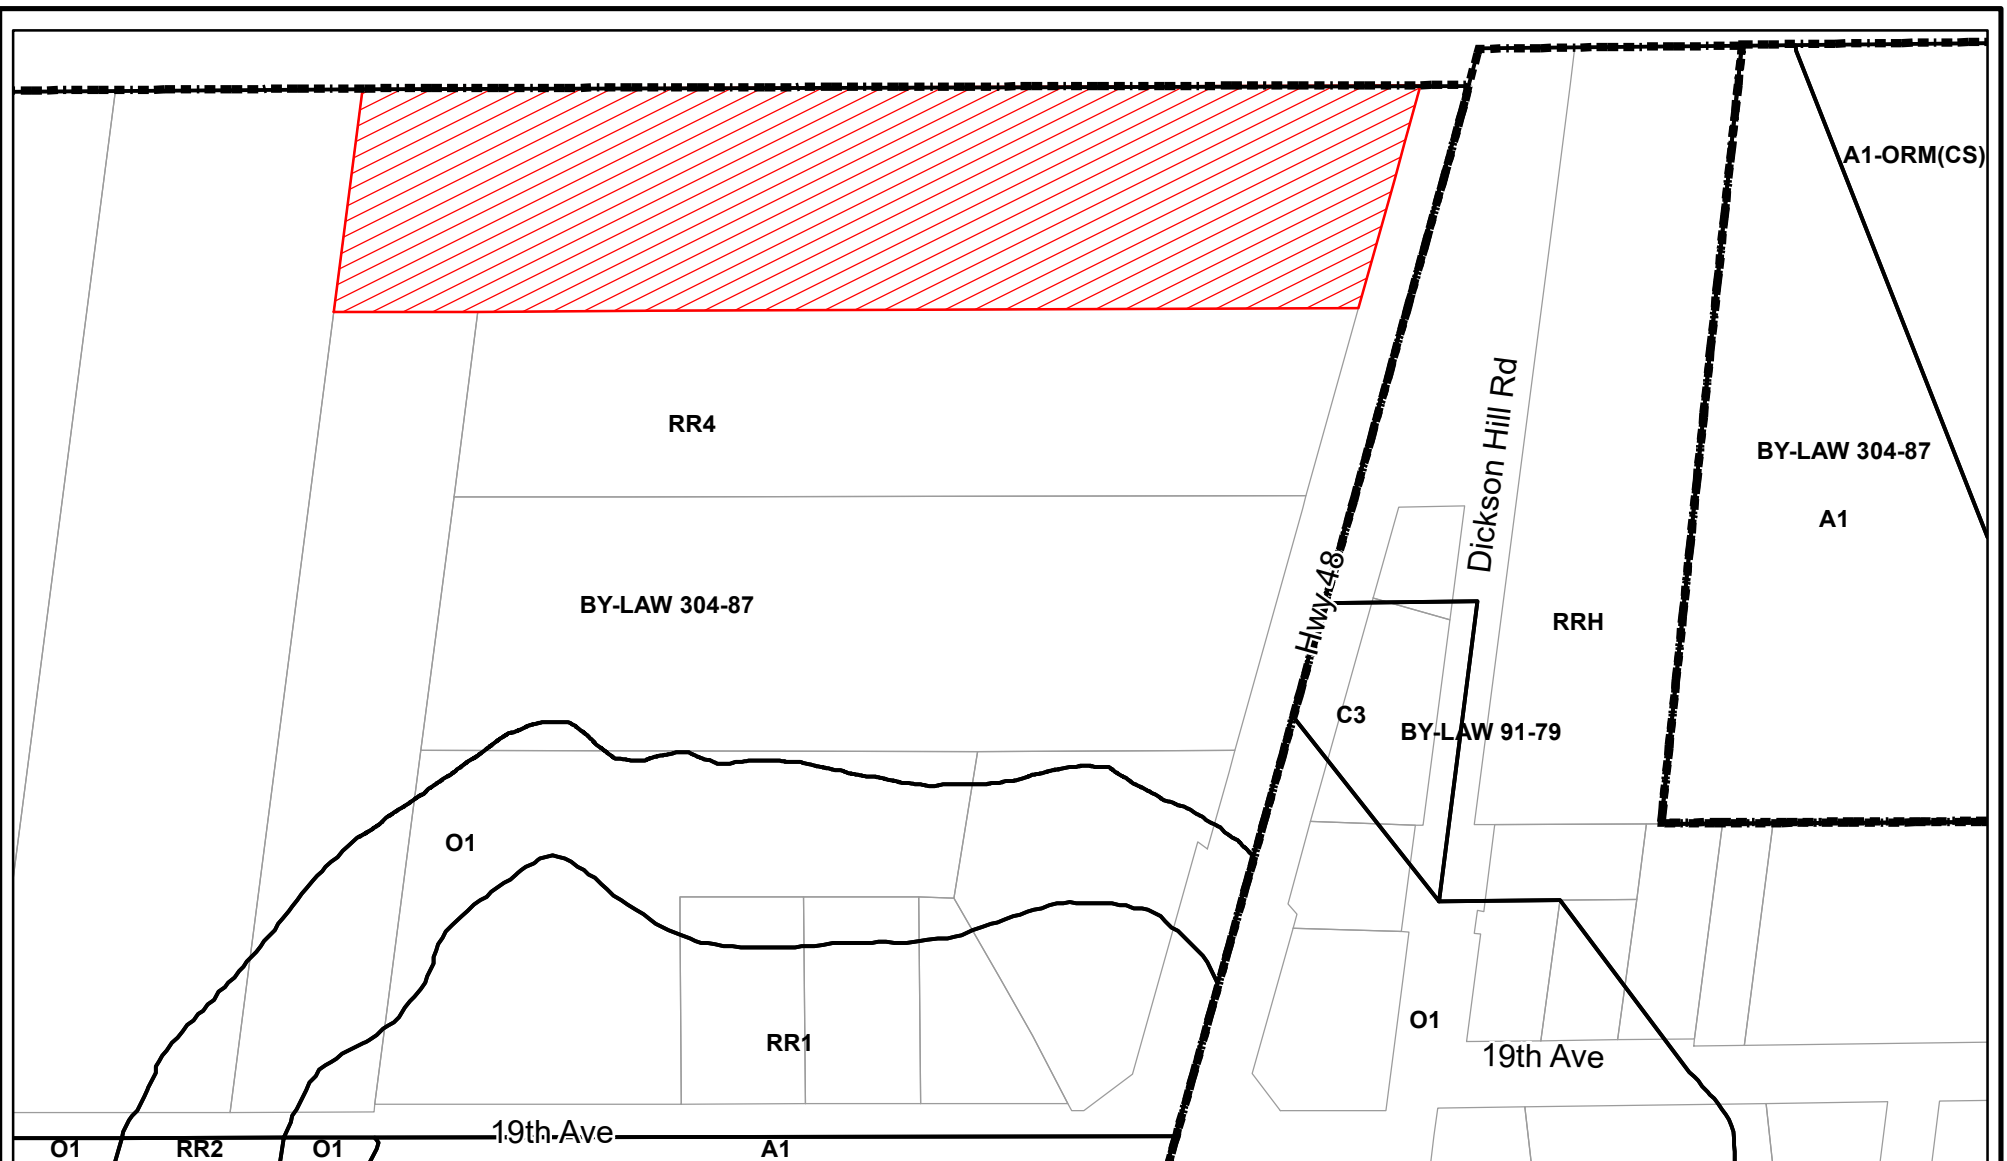 A1-ORM(CS)
RR4
BY-LAW 304-87
Dickson Hill Rd
A1
Hwy 48
BY-LAW 304-87
RRH
C3
BY-LAW 91-79
O1
O1
RR1
19th Ave
19th Ave
O1
RR2
O1
A1